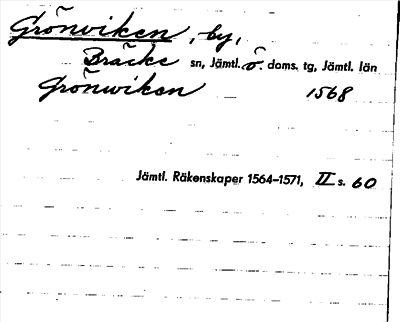 Grönviken, by,
Bräcke sn, Jämtl. ö. doms. tg, Jämtl. län
Grönwiken 1568
Jämtl. Räkenskaper 1564-1571, II s. 60